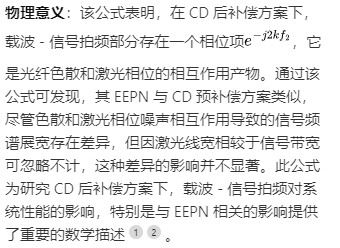 物理意义：该公式表明，在 CD 后补偿方案下，
载波 - 信号拍频部分存在一个相位项e^{-j2kf_2}，它
是光纤色散和激光相位的相互作用产物。通过该
公式可发现，其 EEPN 与 CD 预补偿方案类似，
尽管色散和激光相位噪声相互作用导致的信号频
谱展宽存在差异，但因激光线宽相较于信号带宽
可忽略不计，这种差异的影响并不显著。此公式
为研究 CD 后补偿方案下，载波 - 信号拍频对系
统性能的影响，特别是与 EEPN 相关的影响提供
了重要的数学描述 1 2 。